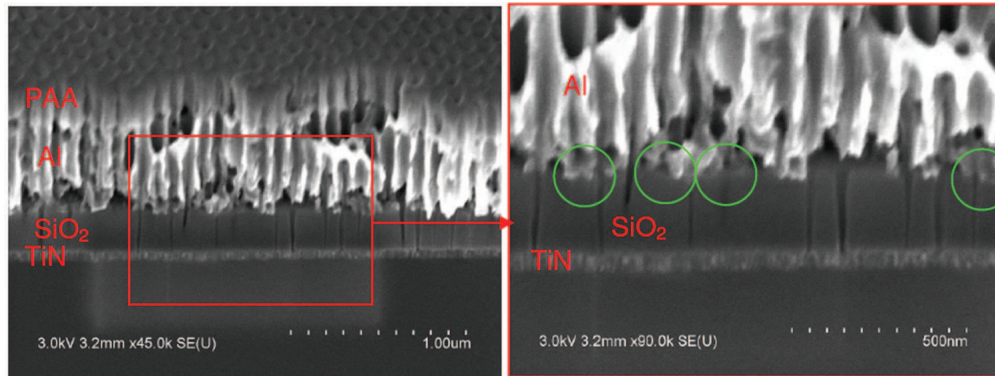 PAA
Al
SiO₂
TiN
3.0kV 3.2mm x45.0k SE(U)
1.00um
Al
SiO₂
TiN
3.0kV 3.2mm x90.0k SE(U)
500nm